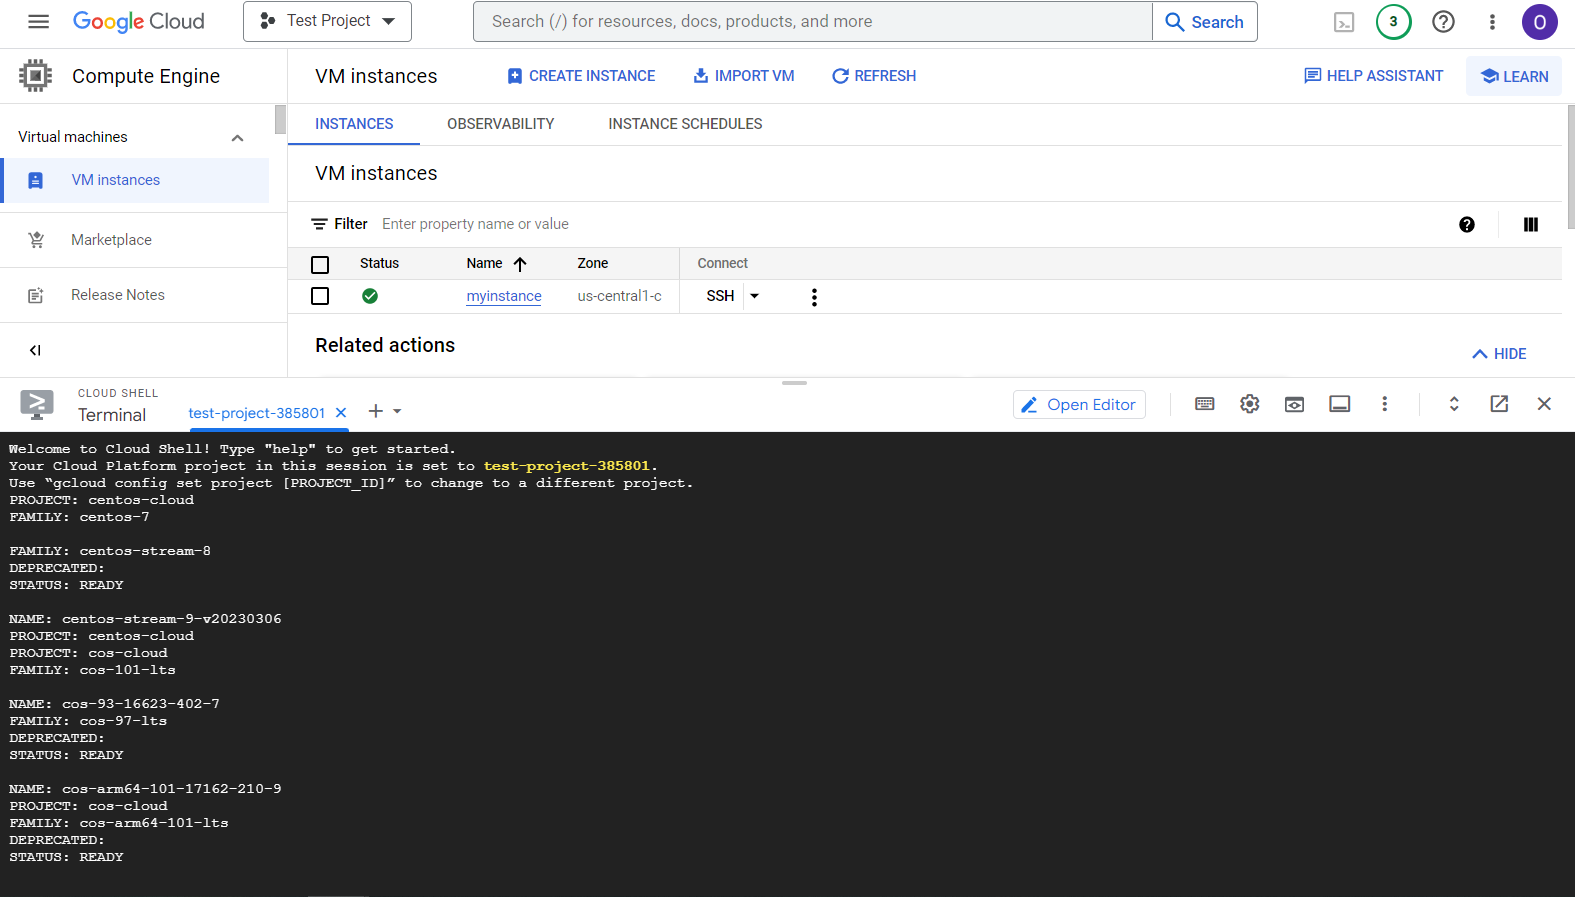 Google Cloud
Test Project
Search (/) for resources, docs, products, and more
Search
3
O
Compute Engine
VM instances
CREATE INSTANCE
IMPORT VM
REFRESH
HELP ASSISTANT
LEARN
Virtual machines
VM instances
Marketplace
Release Notes
INSTANCES
OBSERVABILITY
INSTANCE SCHEDULES
VM instances
Filter Enter property name or value
Status Name Zone Connect
myinstance us-central1-c SSH
Related actions
HIDE
CLOUD SHELL
Terminal
test-project-385801
Open Editor
Welcome to Cloud Shell! Type "help" to get started.
Your Cloud Platform project in this session is set to test-project-385801.
Use “gcloud config set project [PROJECT_ID]” to change to a different project.
PROJECT: centos-cloud
FAMILY: centos-7
FAMILY: centos-stream-8
DEPRECATED:
STATUS: READY
NAME: centos-stream-9-v20230306
PROJECT: centos-cloud
PROJECT: cos-cloud
FAMILY: cos-101-lts
NAME: cos-93-16623-402-7
FAMILY: cos-97-lts
DEPRECATED:
STATUS: READY
NAME: cos-arm64-101-17162-210-9
PROJECT: cos-cloud
FAMILY: cos-arm64-101-lts
DEPRECATED:
STATUS: READY